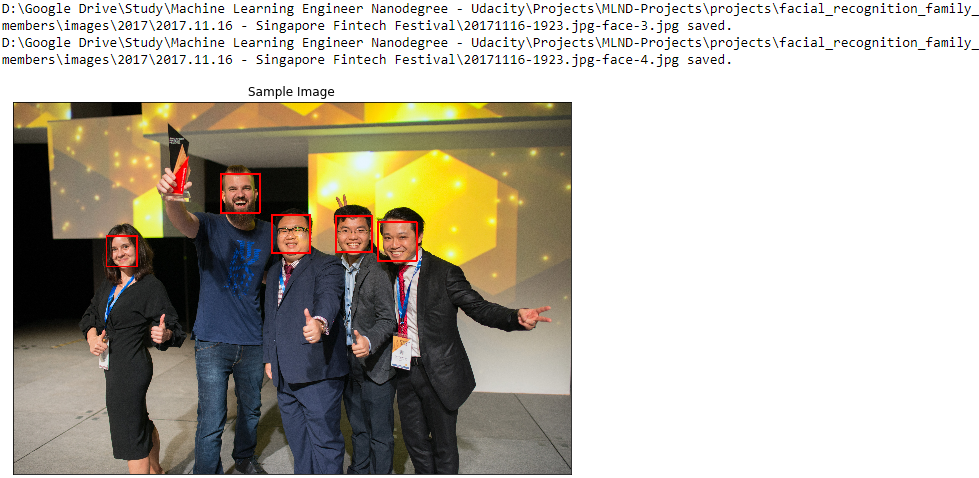 D:\Google Drive\Study\Machine Learning Engineer Nanodegree - Udacity\Projects\MLND-Projects\projects\facial_recognition_family_
members\images\2017\2017.11.16 - Singapore Fintech Festival\20171116-1923.jpg-face-3.jpg saved.
D:\Google Drive\Study\Machine Learning Engineer Nanodegree - Udacity\Projects\MLND-Projects\projects\facial_recognition_family_
members\images\2017\2017.11.16 - Singapore Fintech Festival\20171116-1923.jpg-face-4.jpg saved.
Sample Image